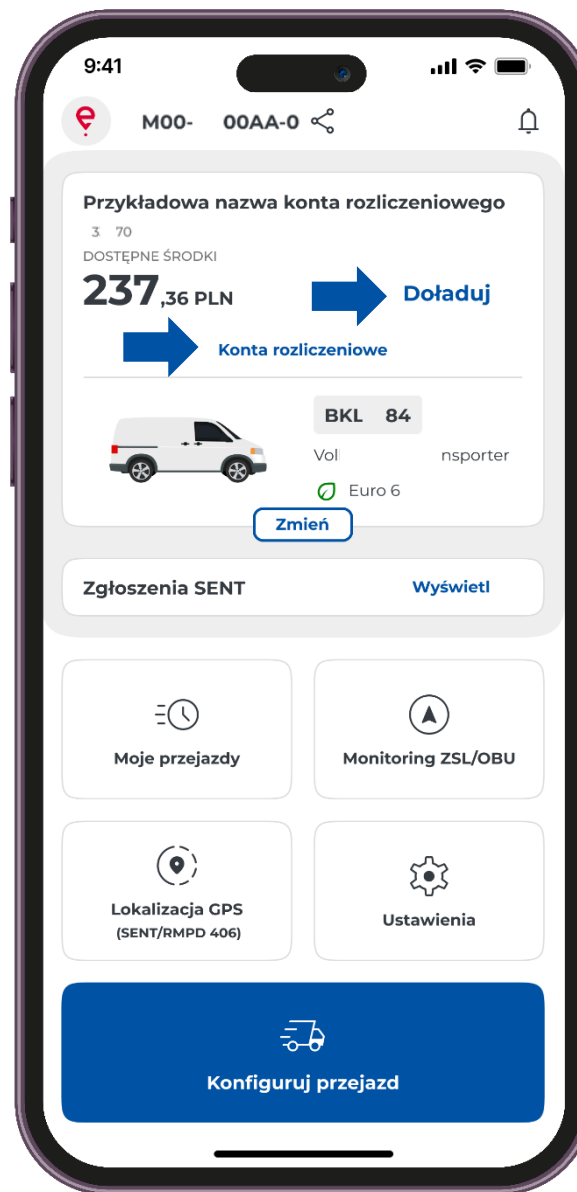 9:41
M00- 00AA-0
Przykładowa nazwa konta rozliczeniowego
3 70
DOSTĘPNE ŚRODKI
237,36 PLN
Doładuj
Konta rozliczeniowe
BKL 84
Vol nsporter
Euro 6
Zmień
Zgłoszenia SENT
Wyświetl
Moje przejazdy
Monitoring ZSL/OBU
Lokalizacja GPS
(SENT/RMPD 406)
Ustawienia
Konfiguruj przejazd